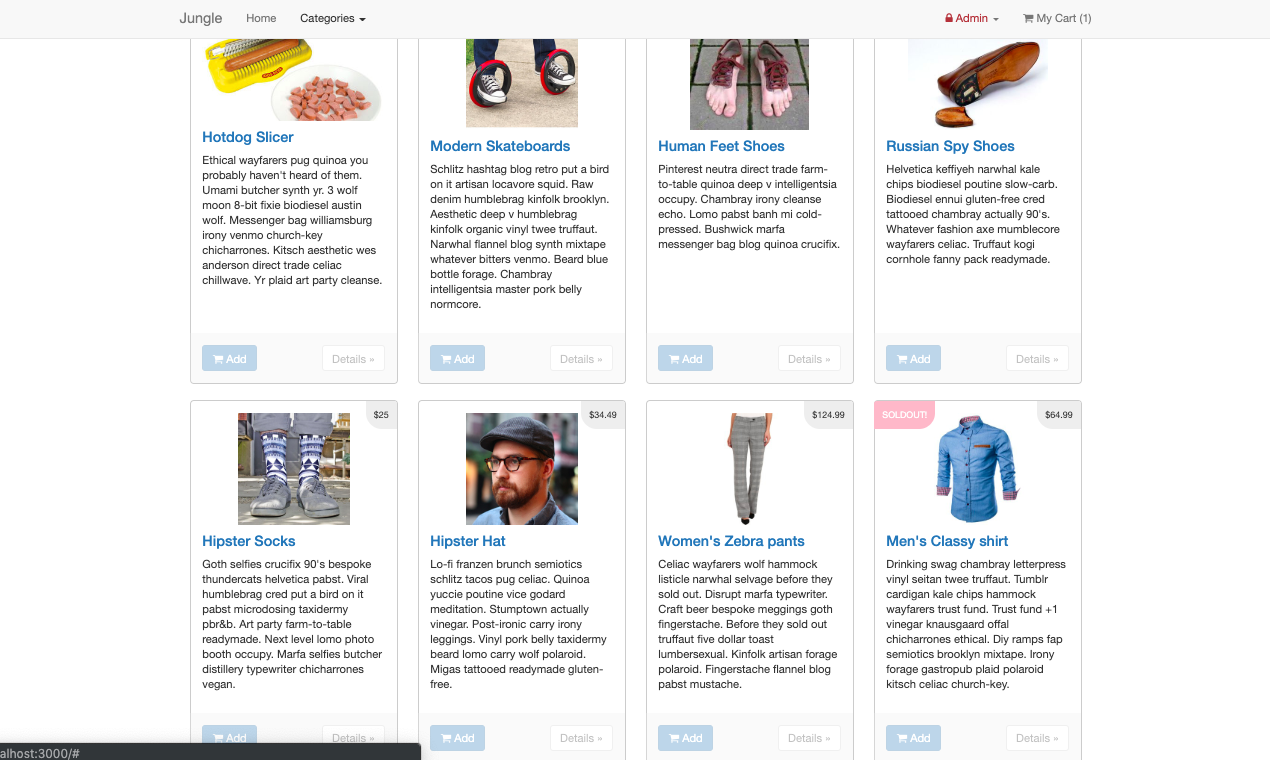 Jungle Home Categories Admin My Cart (1)
Hotdog Slicer
Ethical wayfarers pug quinoa you
probably haven't heard of them.
Umami butcher synth yr. 3 wolf
moon 8-bit fixie biodiesel austin
wolf. Messenger bag williamsburg
irony venmo church-key
chicharrones. Kitsch aesthetic wes
anderson direct trade celiac
chillwave. Yr plaid art party cleanse.
Add Details »
Modern Skateboards
Schlitz hashtag blog retro put a bird
on it artisan locavore squid. Raw
denim humblebrag kinfolk brooklyn.
Aesthetic deep v humblebrag
kinfolk organic vinyl twee truffaut.
Narwhal flannel blog synth mixtape
whatever bitters venmo. Beard blue
bottle forage. Chambray
intelligentsia master pork belly
normcore.
Add Details »
Human Feet Shoes
Pinterest neutra direct trade farm-
to-table quinoa deep v intelligentsia
occupy. Chambray irony cleanse
echo. Lomo pabst banh mi cold-
pressed. Bushwick marfa
messenger bag blog quinoa crucifix.
Add Details »
Russian Spy Shoes
Helvetica keffiyeh narwhal kale
chips biodiesel poutine slow-carb.
Biodiesel ennui gluten-free cred
tattooed chambray actually 90's.
Whatever fashion axe mumblecore
wayfarers celiac. Truffaut kogi
cornhole fanny pack readymade.
Add Details »
$25
Hipster Socks
Goth selfies crucifix 90's bespoke
thundercats helvetica pabst. Viral
humblebrag cred put a bird on it
pabst microdosing taxidermy
pbr&b. Art party farm-to-table
readymade. Next level lomo photo
booth occupy. Marfa selfies butcher
distillery typewriter chicharrones
vegan.
Add Details »
$34.49
Hipster Hat
Lo-fi franzen brunch semiotics
schlitz tacos pug celiac. Quinoa
yuccie poutine vice godard
meditation. Stumptown actually
vinegar. Post-ironic carry irony
leggings. Vinyl pork belly taxidermy
beard lomo carry wolf polaroid.
Migas tattooed readymade gluten-
free.
Add Details »
$124.99
Women's Zebra pants
Celiac wayfarers wolf hammock
listicle narwhal selvage before they
sold out. Disrupt marfa typewriter.
Craft beer bespoke meggings goth
fingerstache. Before they sold out
truffaut five dollar toast
lumbersexual. Kinfolk artisan forage
polaroid. Fingerstache flannel blog
pabst mustache.
Add Details »
SOLDOUT! $64.99
Men's Classy shirt
Drinking swag chambray letterpress
vinyl seitan twee truffaut. Tumblr
cardigan kale chips hammock
wayfarers trust fund. Trust fund +1
vinegar knausgaard offal
chicharrones ethical. Diy ramps fap
semiotics brooklyn mixtape. Irony
forage gastropub plaid polaroid
kitsch celiac church-key.
Add Details »
alhost:3000/#